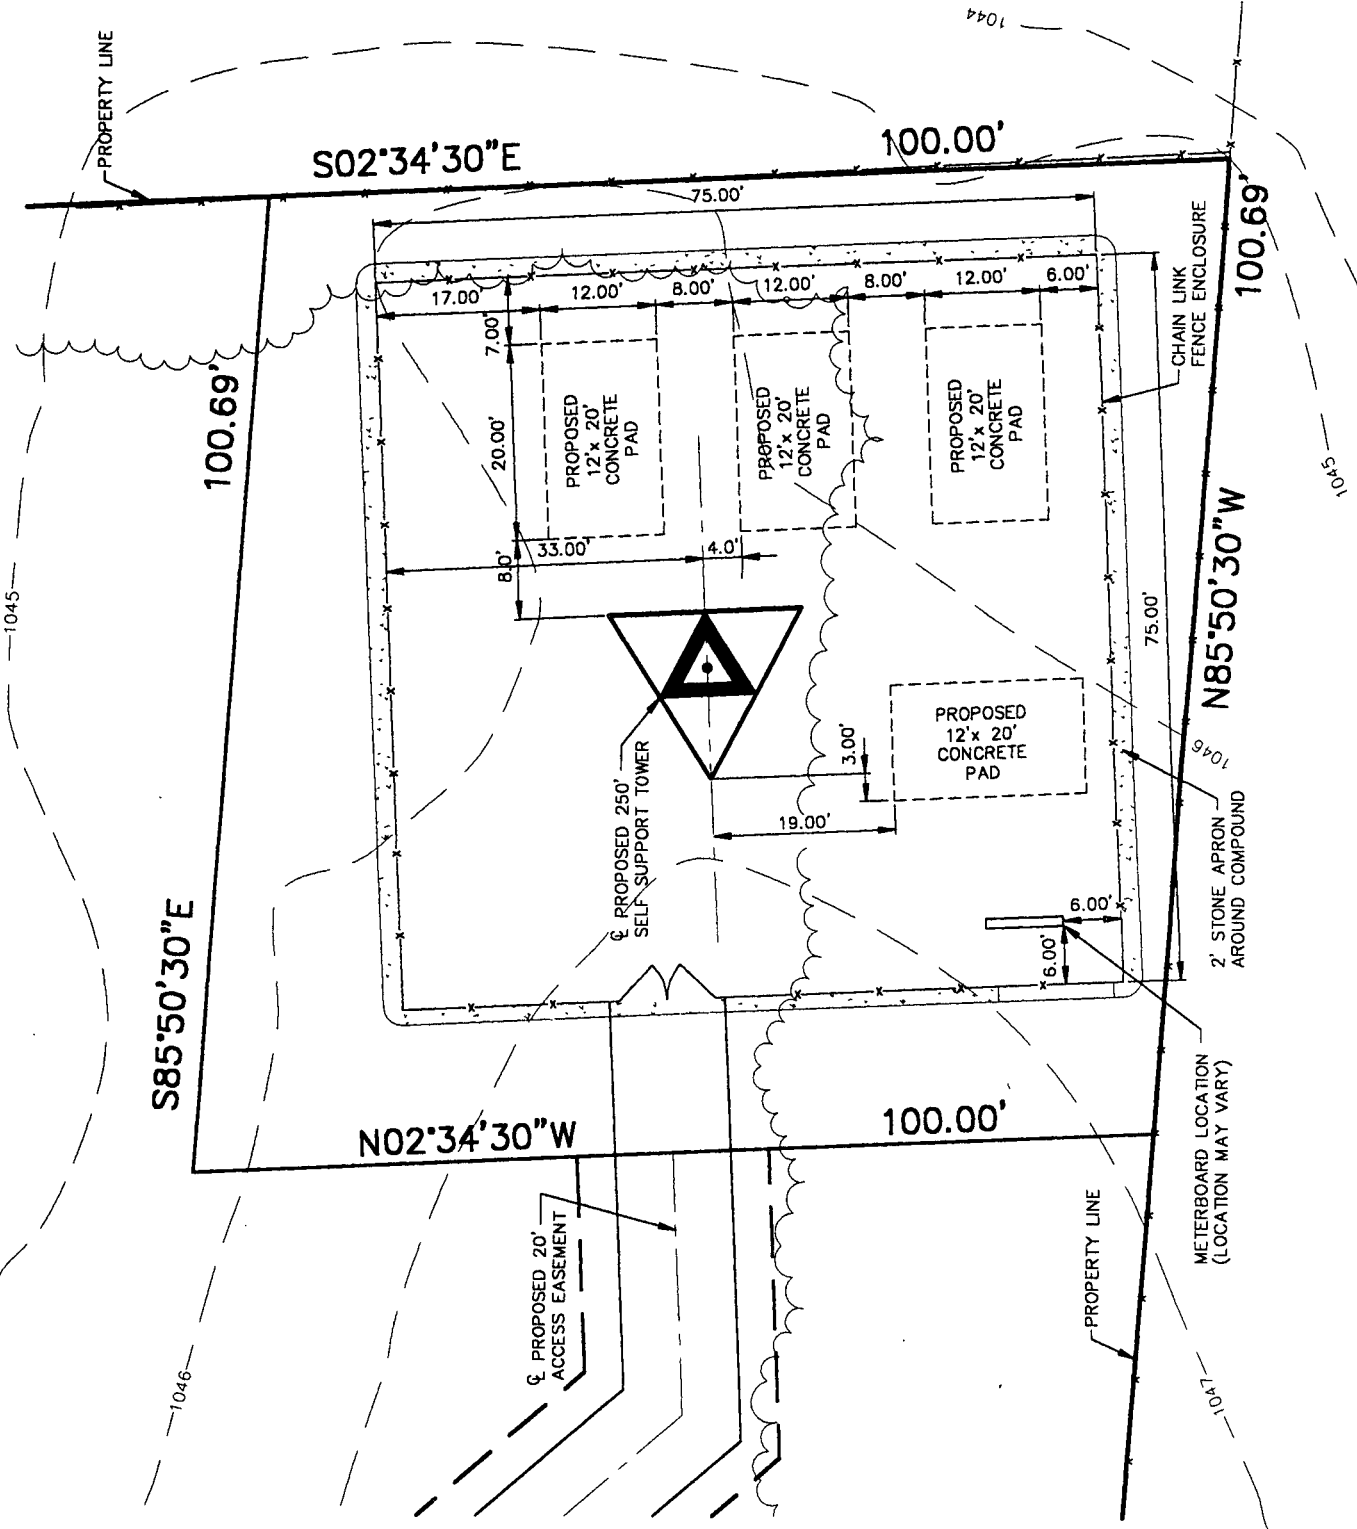 1044
PROPERTY LINE
S02°34'30"E
100.00'
75.00'
100.69'
17.00'
12.00'
8.00'
12.00'
8.00'
12.00'
6.00'
7.00'
CHAIN LINK
FENCE ENCLOSURE
100.69'
20.00'
PROPOSED
12'x 20'
CONCRETE
PAD
PROPOSED
12'x 20'
CONCRETE
PAD
PROPOSED
12'x 20'
CONCRETE
PAD
1045
33.00'
4.0'
8.0'
N85°50'30"W
1045
75.00'
PROPOSED
12'x 20'
CONCRETE
PAD
3.00'
1046
℄ PROPOSED 250'
SELF SUPPORT TOWER
19.00'
2' STONE APRON
AROUND COMPOUND
6.00'
6.00'
S85°50'30"E
N02°34'30"W
100.00'
METERBOARD LOCATION
(LOCATION MAY VARY)
℄ PROPOSED 20'
ACCESS EASEMENT
PROPERTY LINE
1046
1047